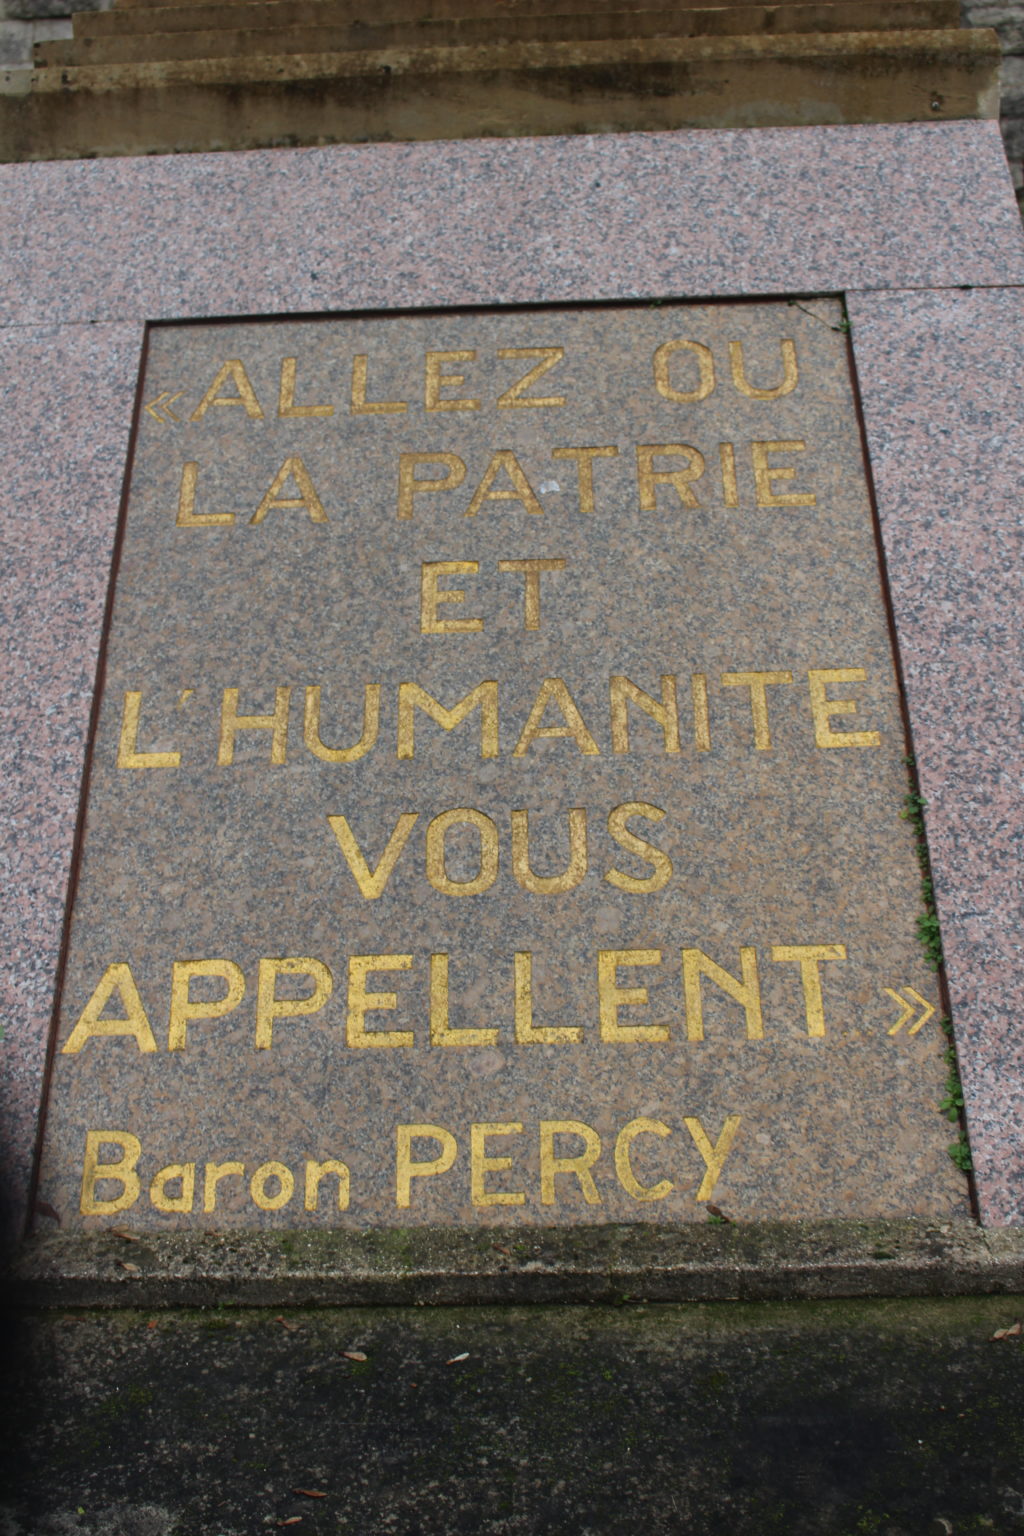 «ALLEZ OU
LA PATRIE
ET
L'HUMANITE
VOUS
APPELLENT»
Baron PERCY